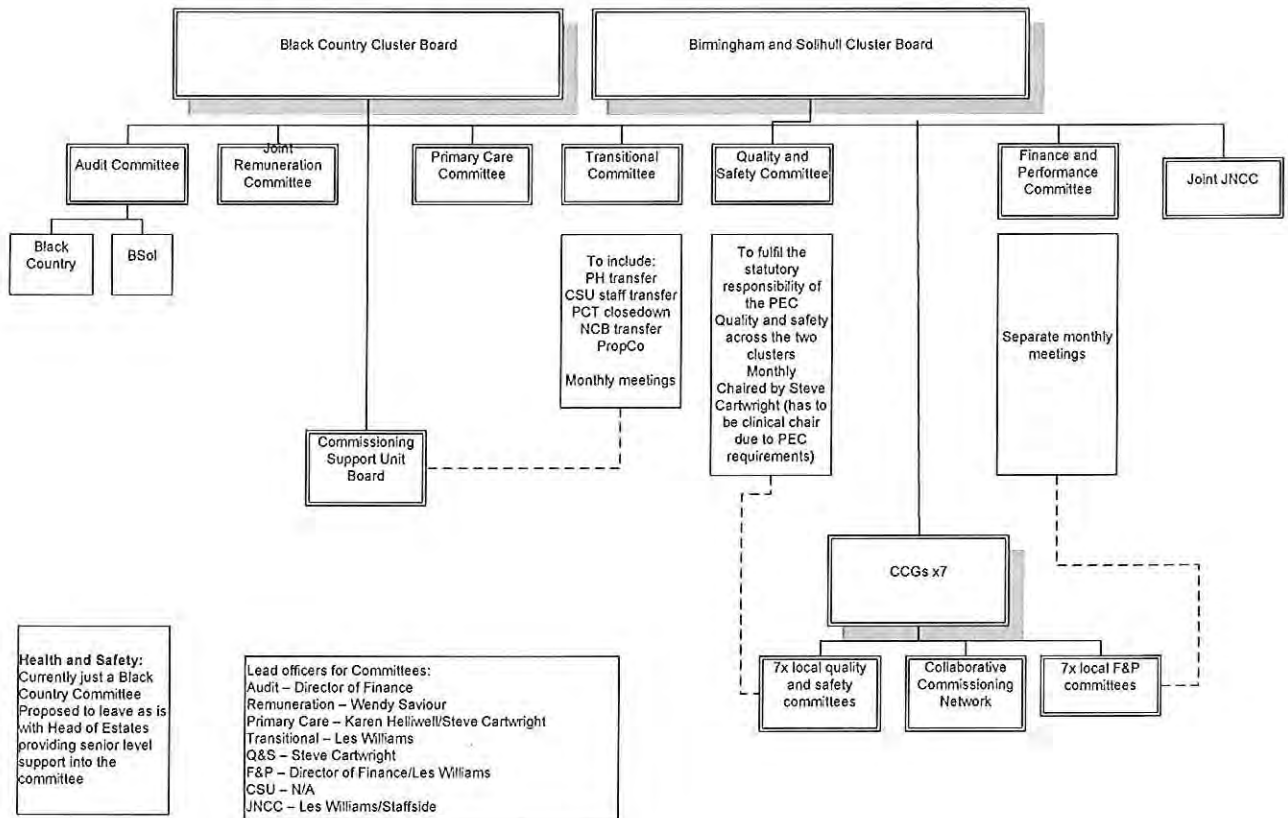 Black Country Cluster Board
Birmingham and Solihull Cluster Board
Audit Committee
Joint
Remuneration
Committee
Primary Care
Committee
Transitional
Committee
Quality and
Safety Committee
Finance and
Performance
Committee
Joint JNCC
Black
Country
BSol
To include:
PH transfer
CSU staff transfer
PCT closedown
NCB transfer
PropCo
Monthly meetings
To fulfil the
statutory
responsibility of
the PEC
Quality and safety
across the two
clusters
Monthly
Chaired by Steve
Cartwright (has to
be clinical chair
due to PEC
requirements)
Separate monthly
meetings
Commissioning
Support Unit
Board
CCGs x7
7x local quality
and safety
committees
Collaborative
Commissioning
Network
7x local F&P
committees
Health and Safety:
Currently just a Black
Country Committee
Proposed to leave as is
with Head of Estates
providing senior level
support into the
committee
Lead officers for Committees:
Audit – Director of Finance
Remuneration – Wendy Saviour
Primary Care – Karen Helliwell/Steve Cartwright
Transitional – Les Williams
Q&S – Steve Cartwright
F&P – Director of Finance/Les Williams
CSU – N/A
JNCC – Les Williams/Staffside